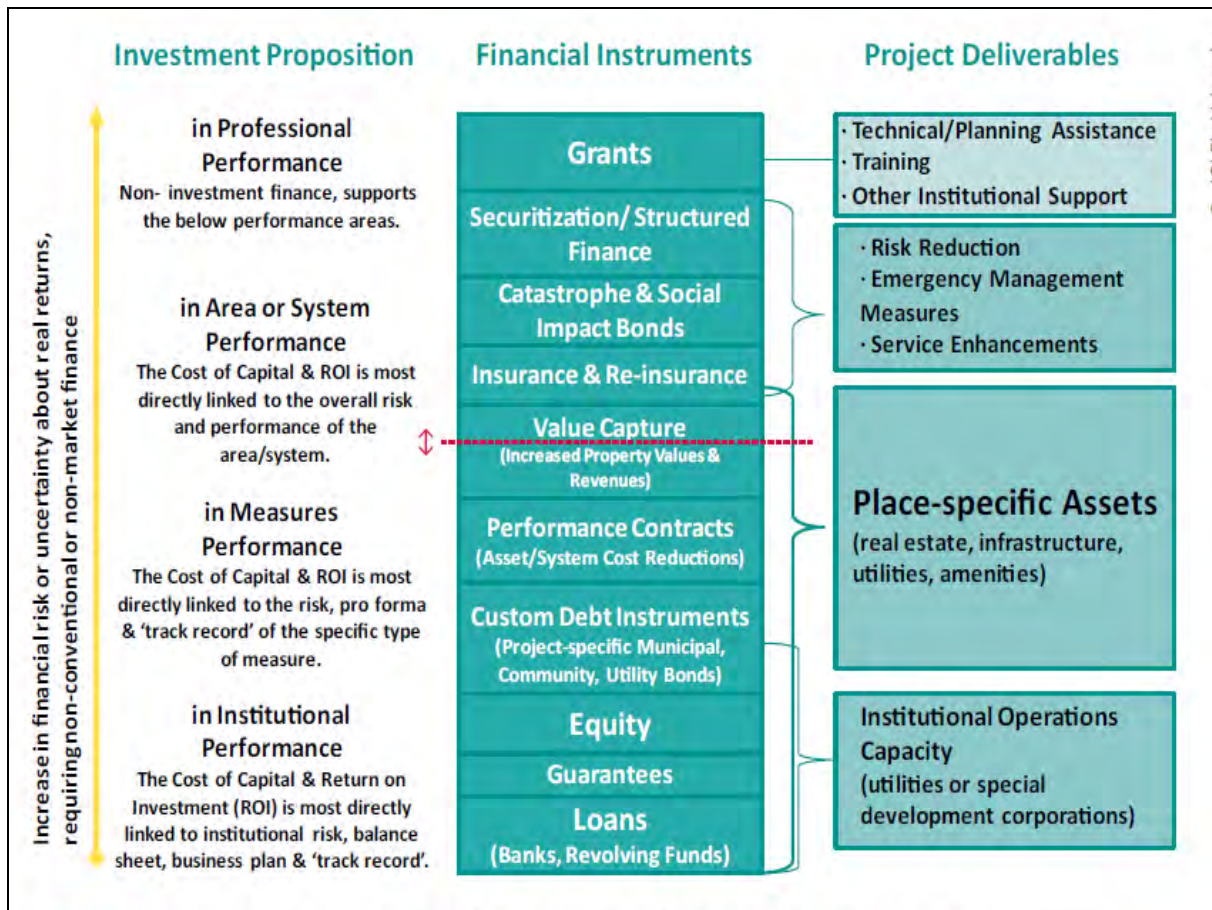 Investment Proposition
Financial Instruments
Project Deliverables
Increase in financial risk or uncertainty about real returns,
requiring non-conventional or non-market finance
in Professional
Performance
Non- investment finance, supports
the below performance areas.
in Area or System
Performance
The Cost of Capital & ROI is most
directly linked to the overall risk
and performance of the
area/system.
in Measures
Performance
The Cost of Capital & ROI is most
directly linked to the risk, pro forma
& ‘track record’ of the specific type
of measure.
in Institutional
Performance
The Cost of Capital & Return on
Investment (ROI) is most directly
linked to institutional risk, balance
sheet, business plan & ‘track record’.
Grants
Securitization/ Structured
Finance
Catastrophe & Social
Impact Bonds
Insurance & Re-insurance
Value Capture
(Increased Property Values &
Revenues)
Performance Contracts
(Asset/System Cost Reductions)
Custom Debt Instruments
(Project-specific Municipal,
Community, Utility Bonds)
Equity
Guarantees
Loans
(Banks, Revolving Funds)
· Technical/Planning Assistance
· Training
· Other Institutional Support
· Risk Reduction
· Emergency Management
Measures
· Service Enhancements
Place-specific Assets
(real estate, infrastructure,
utilities, amenities)
Institutional Operations
Capacity
(utilities or special
development corporations)